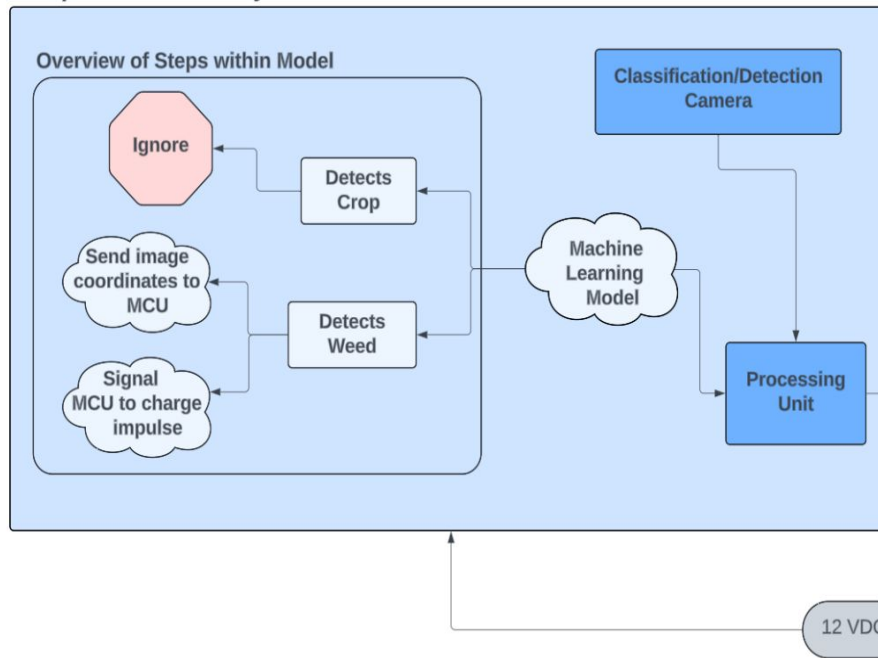 Overview of Steps within Model
Classification/Detection
Camera
Ignore
Detects
Crop
Send image
coordinates to
MCU
Machine
Learning
Model
Detects
Weed
Signal
MCU to charge
impulse
Processing
Unit
12 VDC